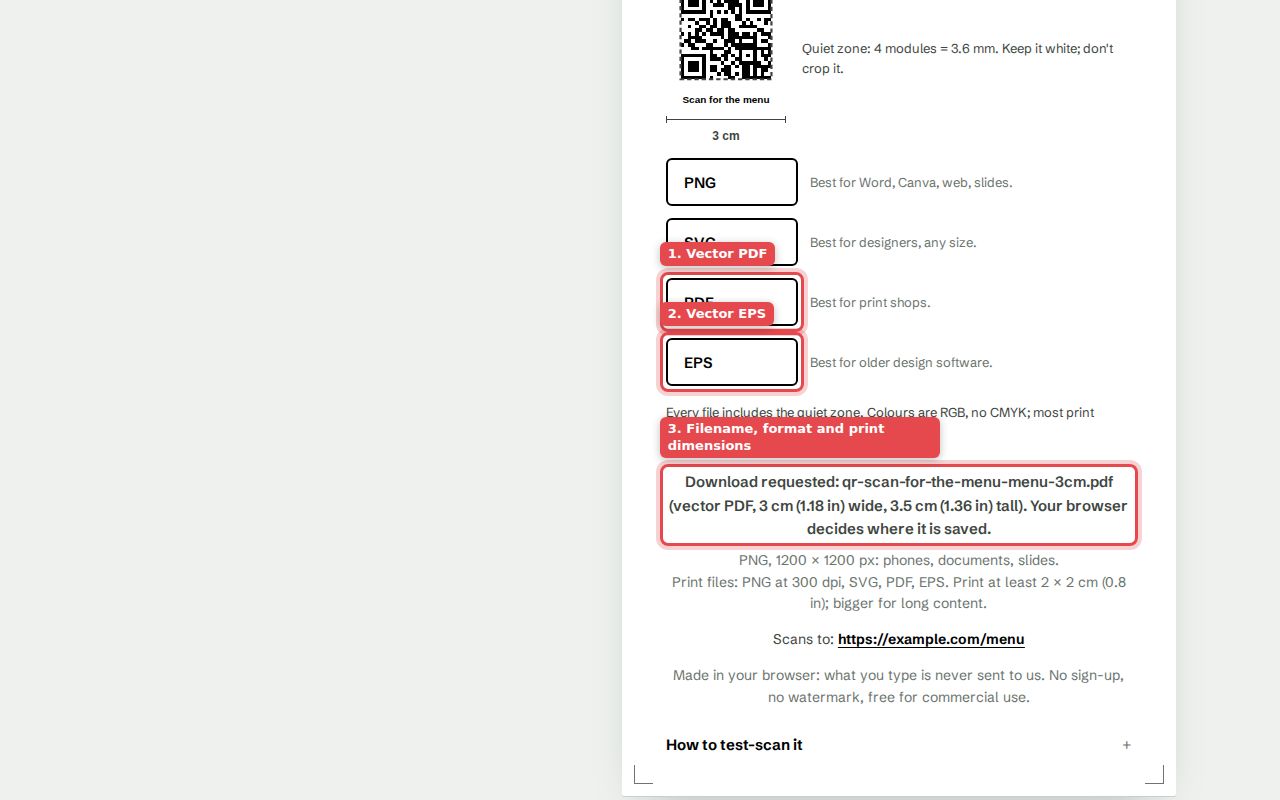 Quiet zone: 4 modules = 3.6 mm. Keep it white; don't
crop it.
Scan for the menu
3 cm
PNG
Best for Word, Canva, web, slides.
SVG
Best for designers, any size.
1. Vector PDF
PDF
Best for print shops.
2. Vector EPS
EPS
Best for older design software.
Every file includes the quiet zone. Colours are RGB, no CMYK; most print
3. Filename, format and print
dimensions
Download requested: qr-scan-for-the-menu-menu-3cm.pdf
(vector PDF, 3 cm (1.18 in) wide, 3.5 cm (1.36 in) tall). Your browser
decides where it is saved.
PNG, 1200 × 1200 px: phones, documents, slides.
Print files: PNG at 300 dpi, SVG, PDF, EPS. Print at least 2 × 2 cm (0.8
in); bigger for long content.
Scans to: https://example.com/menu
Made in your browser: what you type is never sent to us. No sign-up,
no watermark, free for commercial use.
How to test-scan it +